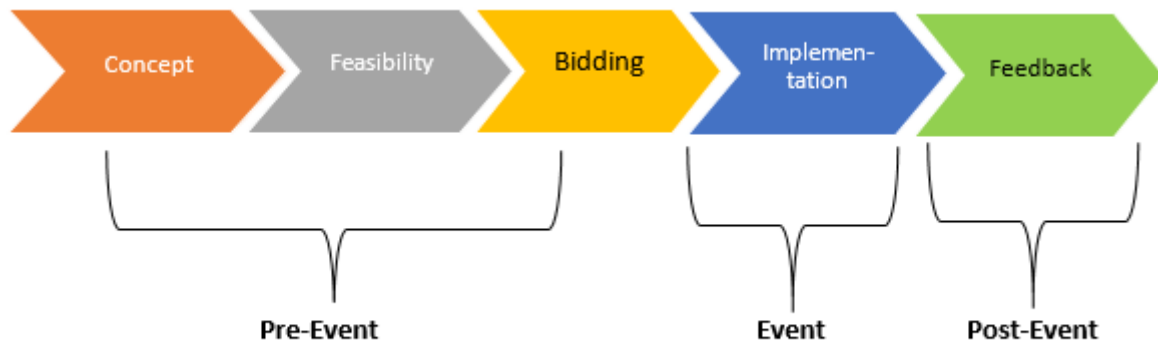 Concept
Feasibility
Bidding
Implemen-
tation
Feedback
Pre-Event
Event
Post-Event